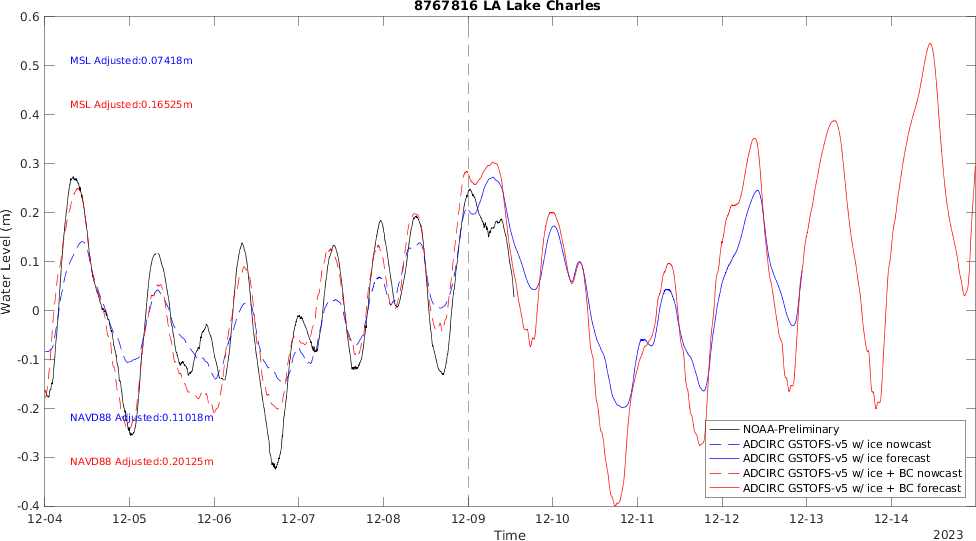 8767816 LA Lake Charles
0.6
0.5
0.4
0.3
0.2
0.1
0
-0.1
-0.2
-0.3
-0.4
Water Level (m)
MSL Adjusted:0.07418m
MSL Adjusted:0.16525m
NAVD88 Adjusted:0.11018m
NAVD88 Adjusted:0.20125m
NOAA-Preliminary
ADCIRC GSTOFS-v5 w/ ice nowcast
ADCIRC GSTOFS-v5 w/ ice forecast
ADCIRC GSTOFS-v5 w/ ice + BC nowcast
ADCIRC GSTOFS-v5 w/ ice + BC forecast
12-04 12-05 12-06 12-07 12-08 12-09 12-10 12-11 12-12 12-13 12-14
Time
2023